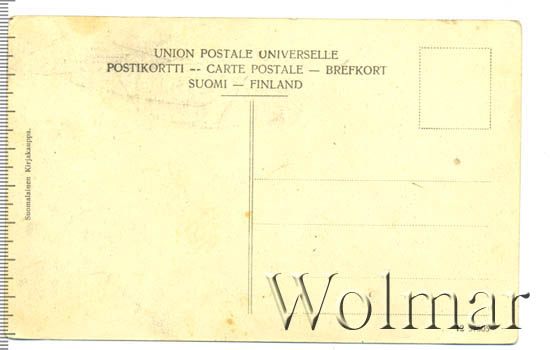 UNION POSTALE UNIVERSELLE
POSTIKORTTI -- CARTE POSTALE — BREFKORT
SUOMI — FINLAND
Suomalainen Kirjakauppa.
Wolmar